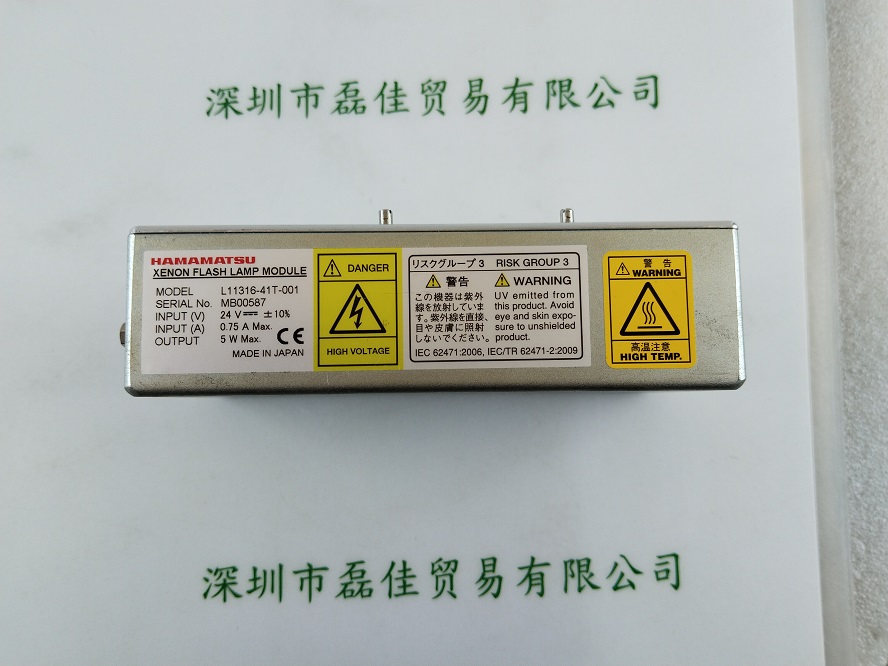 深圳市磊佳贸易有限公司
HAMAMATSU
XENON FLASH LAMP MODULE
MODEL L11316-41T-001
SERIAL No. MB00587
INPUT (V) 24 V ⎓ ±10%
INPUT (A) 0.75 A Max.
OUTPUT 5 W Max. CE
MADE IN JAPAN
DANGER
HIGH VOLTAGE
リスクグループ 3 RISK GROUP 3
警告
この機器は紫外
線を放射していま
す。紫外線を直接、
目や皮膚に照射
しないでください。
WARNING
UV emitted from
this product. Avoid
eye and skin expo-
sure to unshielded
product.
IEC 62471:2006, IEC/TR 62471-2:2009
警告
WARNING
高温注意
HIGH TEMP.
深圳市磊佳贸易有限公司